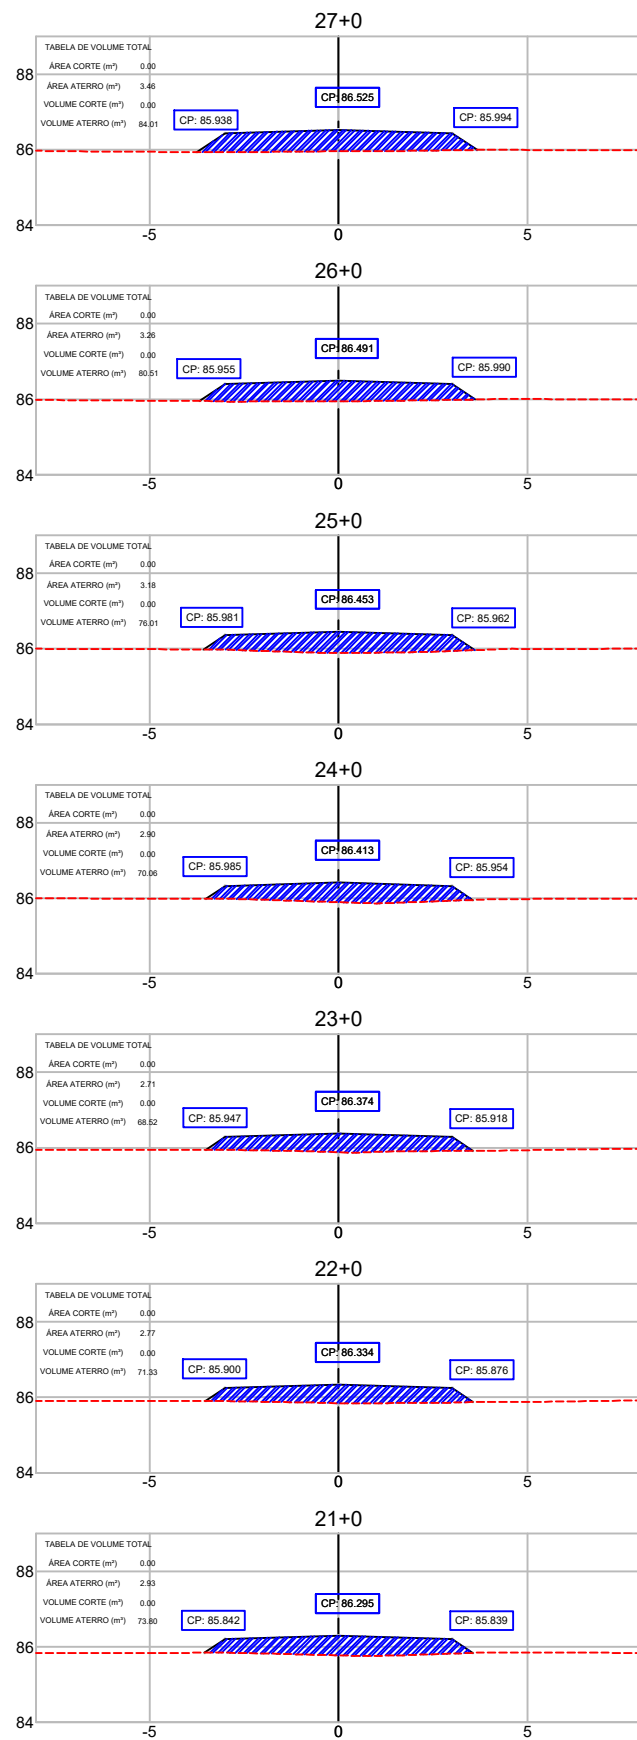 27+0
TABELA DE VOLUME TOTAL
ÁREA CORTE (m²) 0.00
ÁREA ATERRO (m²) 3.46
VOLUME CORTE (m³) 0.00
VOLUME ATERRO (m³) 84.01
CP: 85.938
CP: 86.525
CP: 85.994
88
86
84
-5 0 5
26+0
TABELA DE VOLUME TOTAL
ÁREA CORTE (m²) 0.00
ÁREA ATERRO (m²) 3.26
VOLUME CORTE (m³) 0.00
VOLUME ATERRO (m³) 80.51
CP: 85.955
CP: 86.491
CP: 85.990
88
86
84
-5 0 5
25+0
TABELA DE VOLUME TOTAL
ÁREA CORTE (m²) 0.00
ÁREA ATERRO (m²) 3.18
VOLUME CORTE (m³) 0.00
VOLUME ATERRO (m³) 76.01
CP: 85.981
CP: 86.453
CP: 85.962
88
86
84
-5 0 5
24+0
TABELA DE VOLUME TOTAL
ÁREA CORTE (m²) 0.00
ÁREA ATERRO (m²) 2.90
VOLUME CORTE (m³) 0.00
VOLUME ATERRO (m³) 70.06
CP: 85.985
CP: 86.413
CP: 85.954
88
86
84
-5 0 5
23+0
TABELA DE VOLUME TOTAL
ÁREA CORTE (m²) 0.00
ÁREA ATERRO (m²) 2.71
VOLUME CORTE (m³) 0.00
VOLUME ATERRO (m³) 68.52
CP: 85.947
CP: 86.374
CP: 85.918
88
86
84
-5 0 5
22+0
TABELA DE VOLUME TOTAL
ÁREA CORTE (m²) 0.00
ÁREA ATERRO (m²) 2.77
VOLUME CORTE (m³) 0.00
VOLUME ATERRO (m³) 71.33
CP: 85.900
CP: 86.334
CP: 85.876
88
86
84
-5 0 5
21+0
TABELA DE VOLUME TOTAL
ÁREA CORTE (m²) 0.00
ÁREA ATERRO (m²) 2.93
VOLUME CORTE (m³) 0.00
VOLUME ATERRO (m³) 73.80
CP: 85.842
CP: 86.295
CP: 85.839
88
86
84
-5 0 5